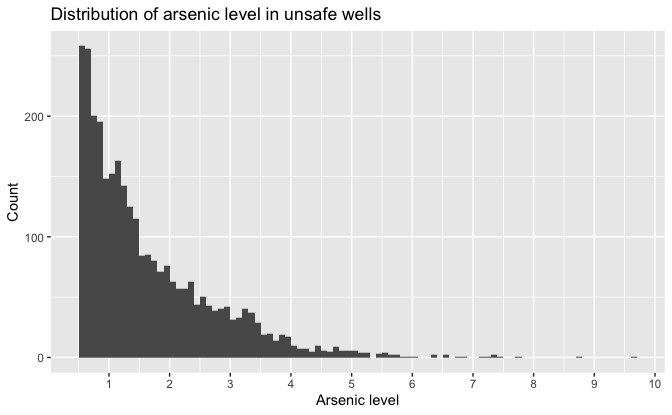 Distribution of arsenic level in unsafe wells
Count
200
100
0
1 2 3 4 5 6 7 8 9 10
Arsenic level